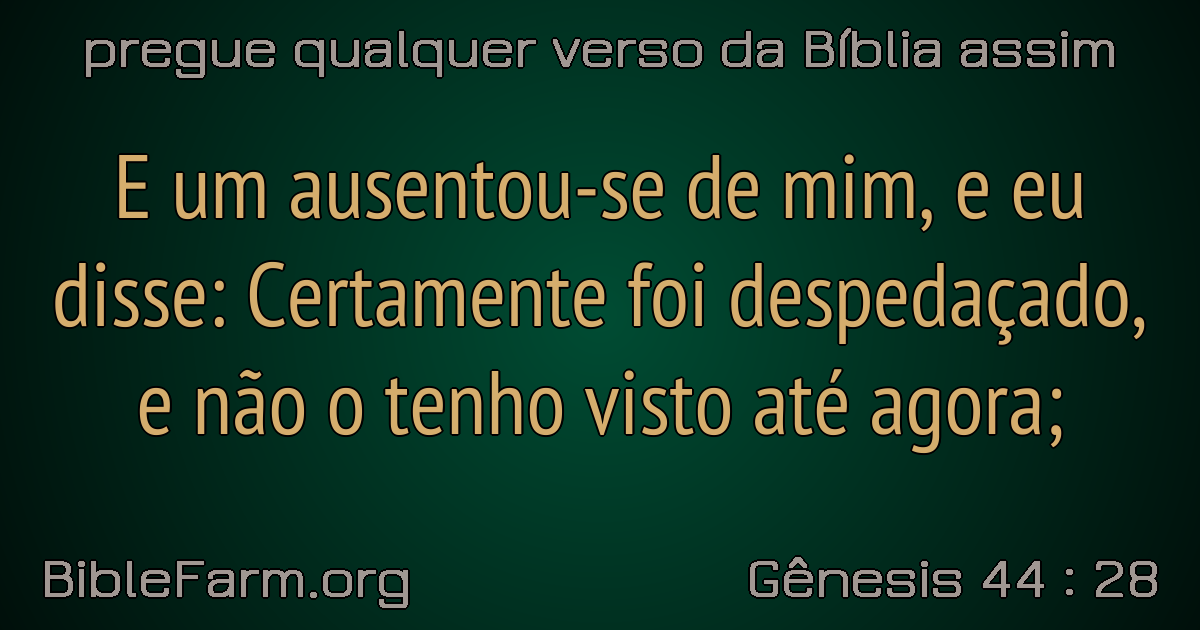 pregue qualquer verso da Bíblia assim
E um ausentou-se de mim, e eu
disse: Certamente foi despedaçado,
e não o tenho visto até agora;
BibleFarm.org
Gênesis 44 : 28